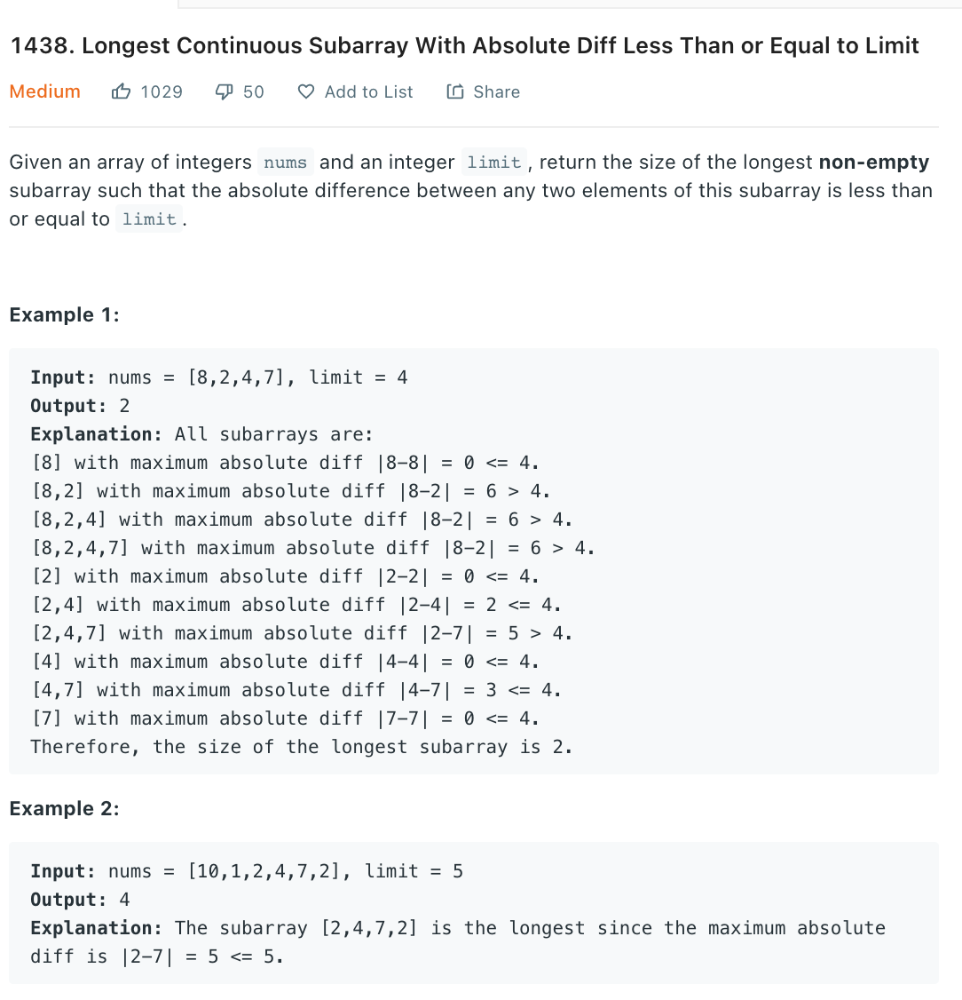 1438. Longest Continuous Subarray With Absolute Diff Less Than or Equal to Limit
Medium 1029 50 Add to List Share
Given an array of integers nums and an integer limit, return the size of the longest non-empty
subarray such that the absolute difference between any two elements of this subarray is less than
or equal to limit.
Example 1:
Input: nums = [8,2,4,7], limit = 4
Output: 2
Explanation: All subarrays are:
[8] with maximum absolute diff |8-8| = 0 <= 4.
[8,2] with maximum absolute diff |8-2| = 6 > 4.
[8,2,4] with maximum absolute diff |8-2| = 6 > 4.
[8,2,4,7] with maximum absolute diff |8-2| = 6 > 4.
[2] with maximum absolute diff |2-2| = 0 <= 4.
[2,4] with maximum absolute diff |2-4| = 2 <= 4.
[2,4,7] with maximum absolute diff |2-7| = 5 > 4.
[4] with maximum absolute diff |4-4| = 0 <= 4.
[4,7] with maximum absolute diff |4-7| = 3 <= 4.
[7] with maximum absolute diff |7-7| = 0 <= 4.
Therefore, the size of the longest subarray is 2.
Example 2:
Input: nums = [10,1,2,4,7,2], limit = 5
Output: 4
Explanation: The subarray [2,4,7,2] is the longest since the maximum absolute
diff is |2-7| = 5 <= 5.